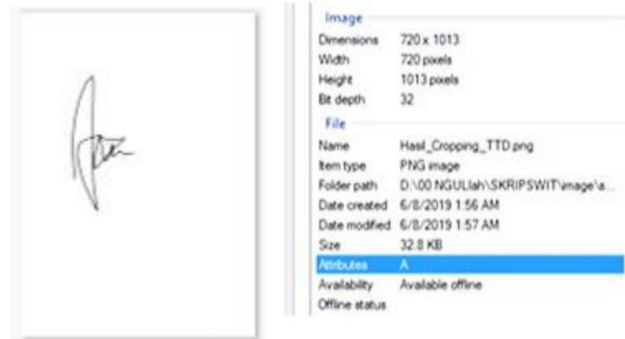 Image
Dimensions 720 x 1013
Width 720 pixels
Height 1013 pixels
Bit depth 32
File
Name Hasil_Cropping_TTD.png
Item type PNG image
Folder path D:\00 NGULIah\SKRIPSWIT\image\a...
Date created 6/8/2019 1:56 AM
Date modified 6/8/2019 1:57 AM
Size 32.8 KB
Attributes A
Availability Available offline
Offline status